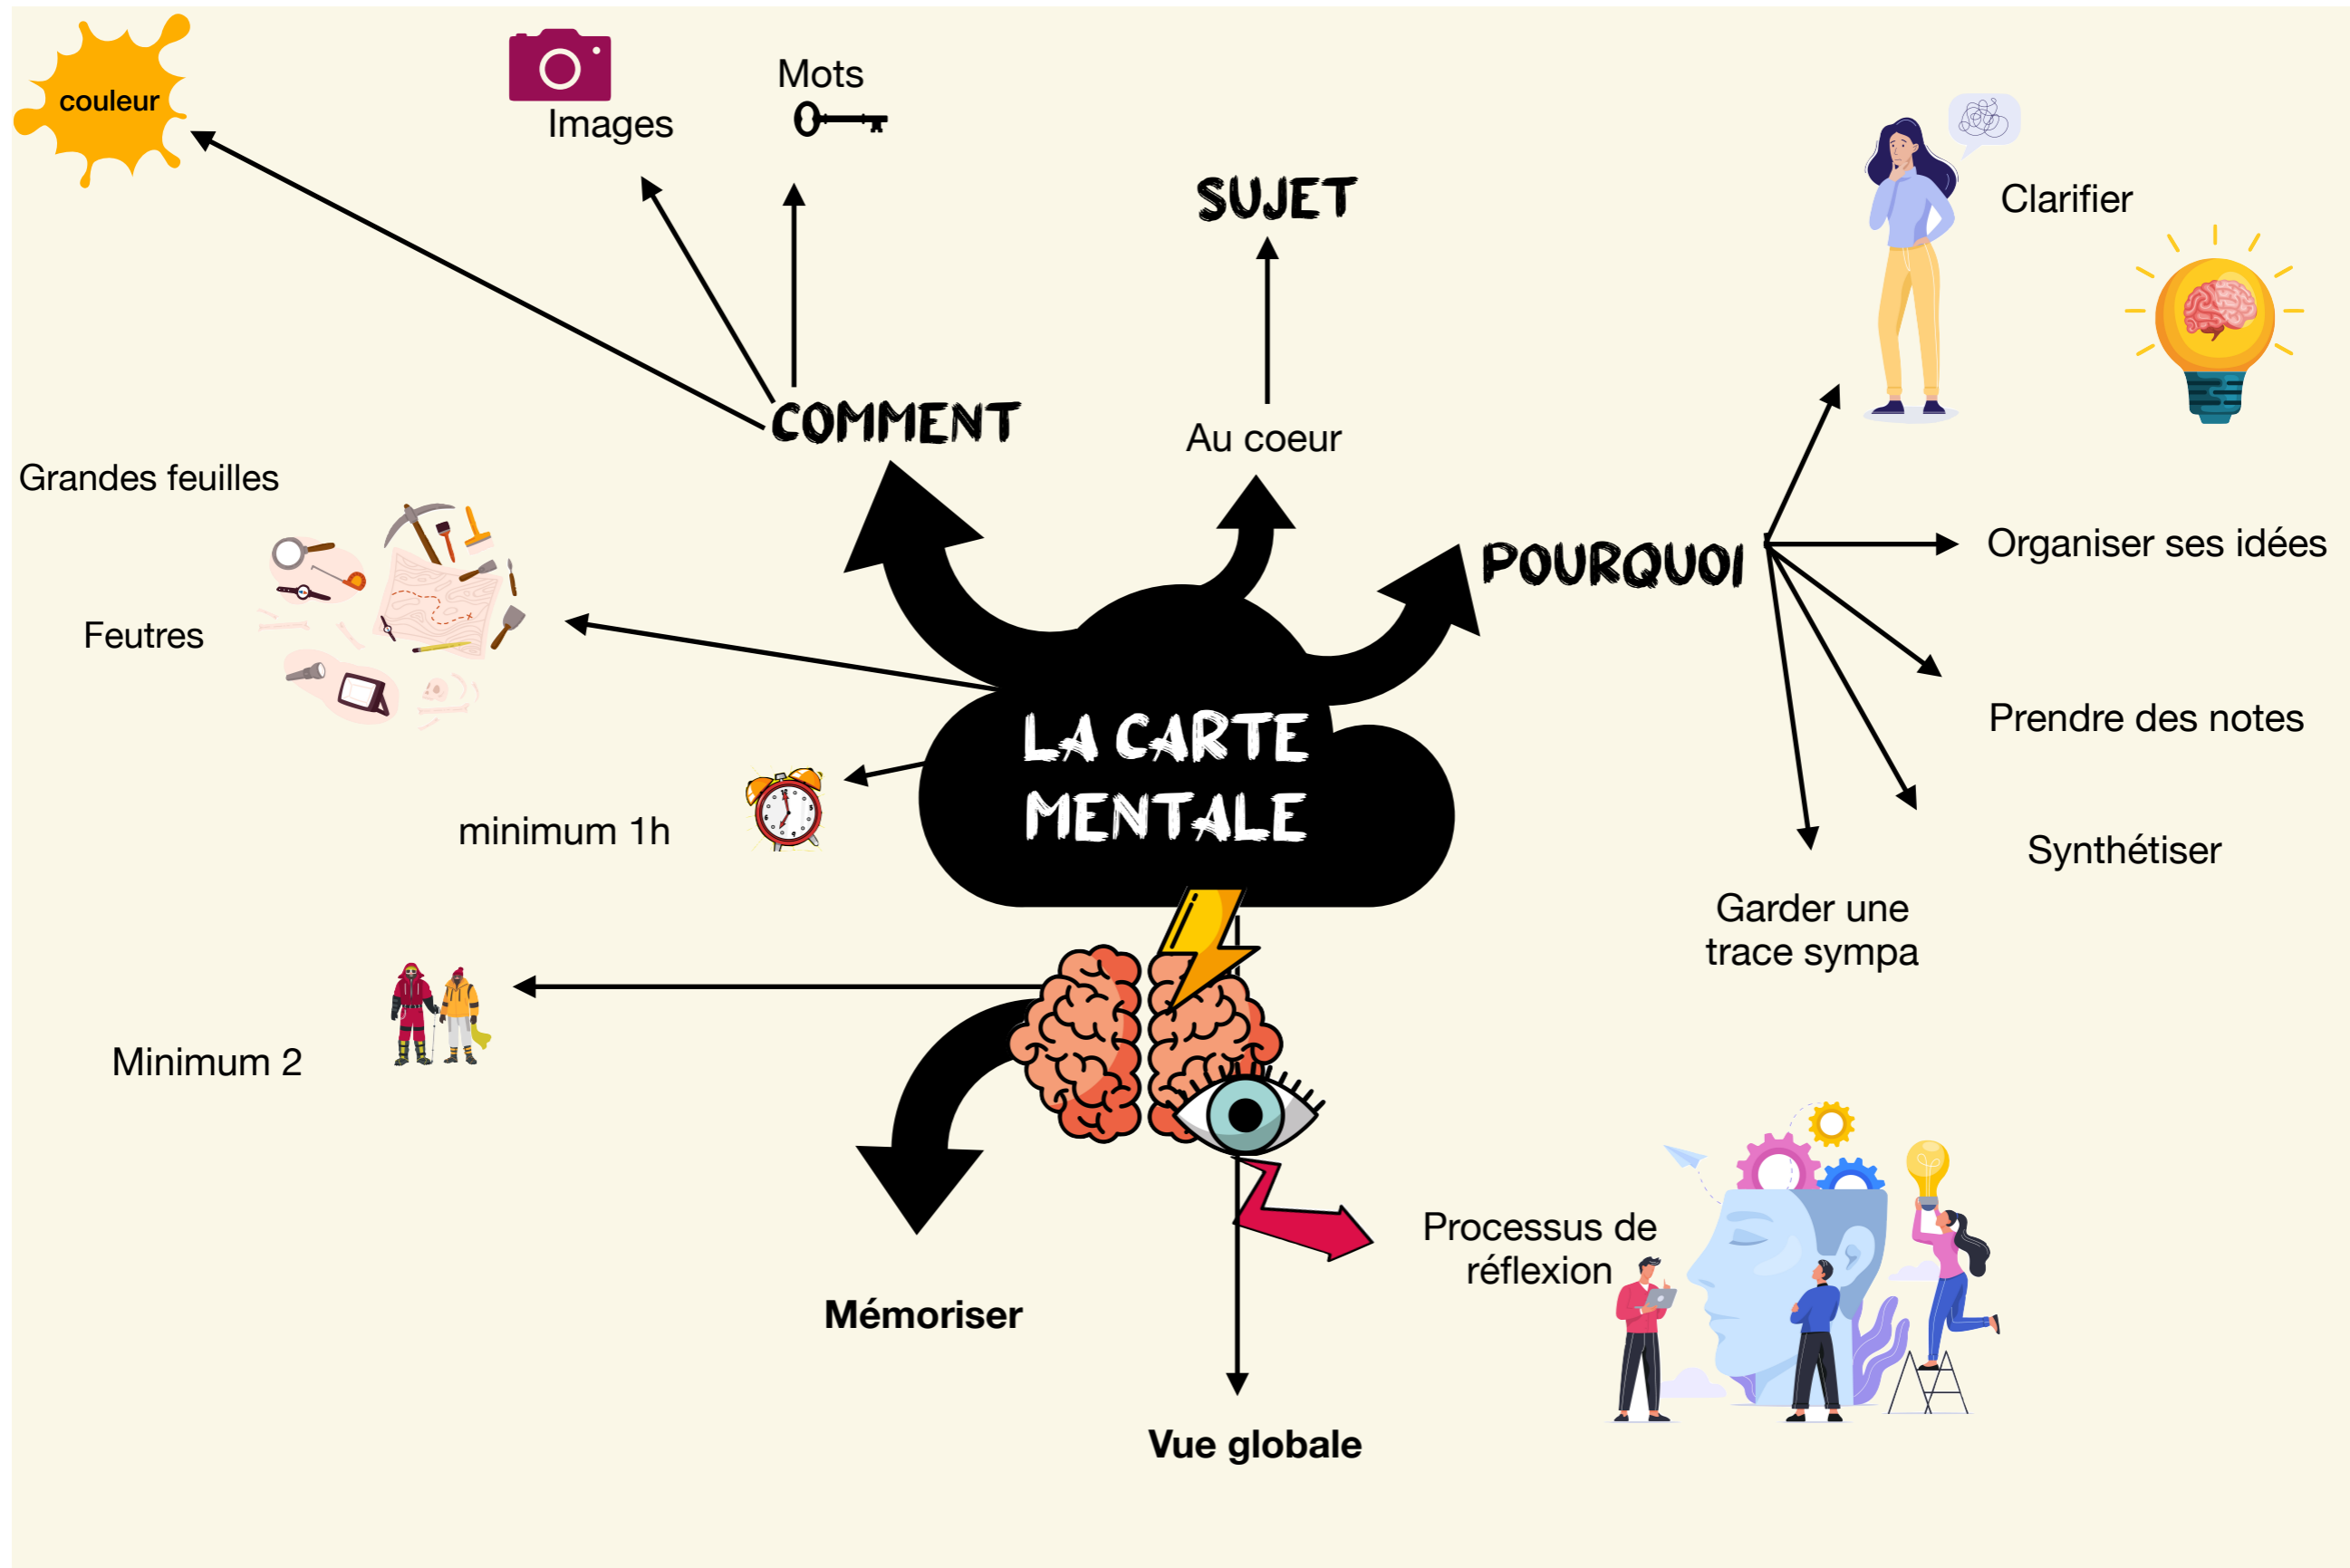 couleur
Images
Mots
SUJET
Clarifier
COMMENT
Au coeur
Grandes feuilles
POURQUOI
Organiser ses idées
Feutres
Prendre des notes
LA CARTE
MENTALE
minimum 1h
Synthétiser
Garder une
trace sympa
Minimum 2
Processus de
réflexion
Mémoriser
Vue globale